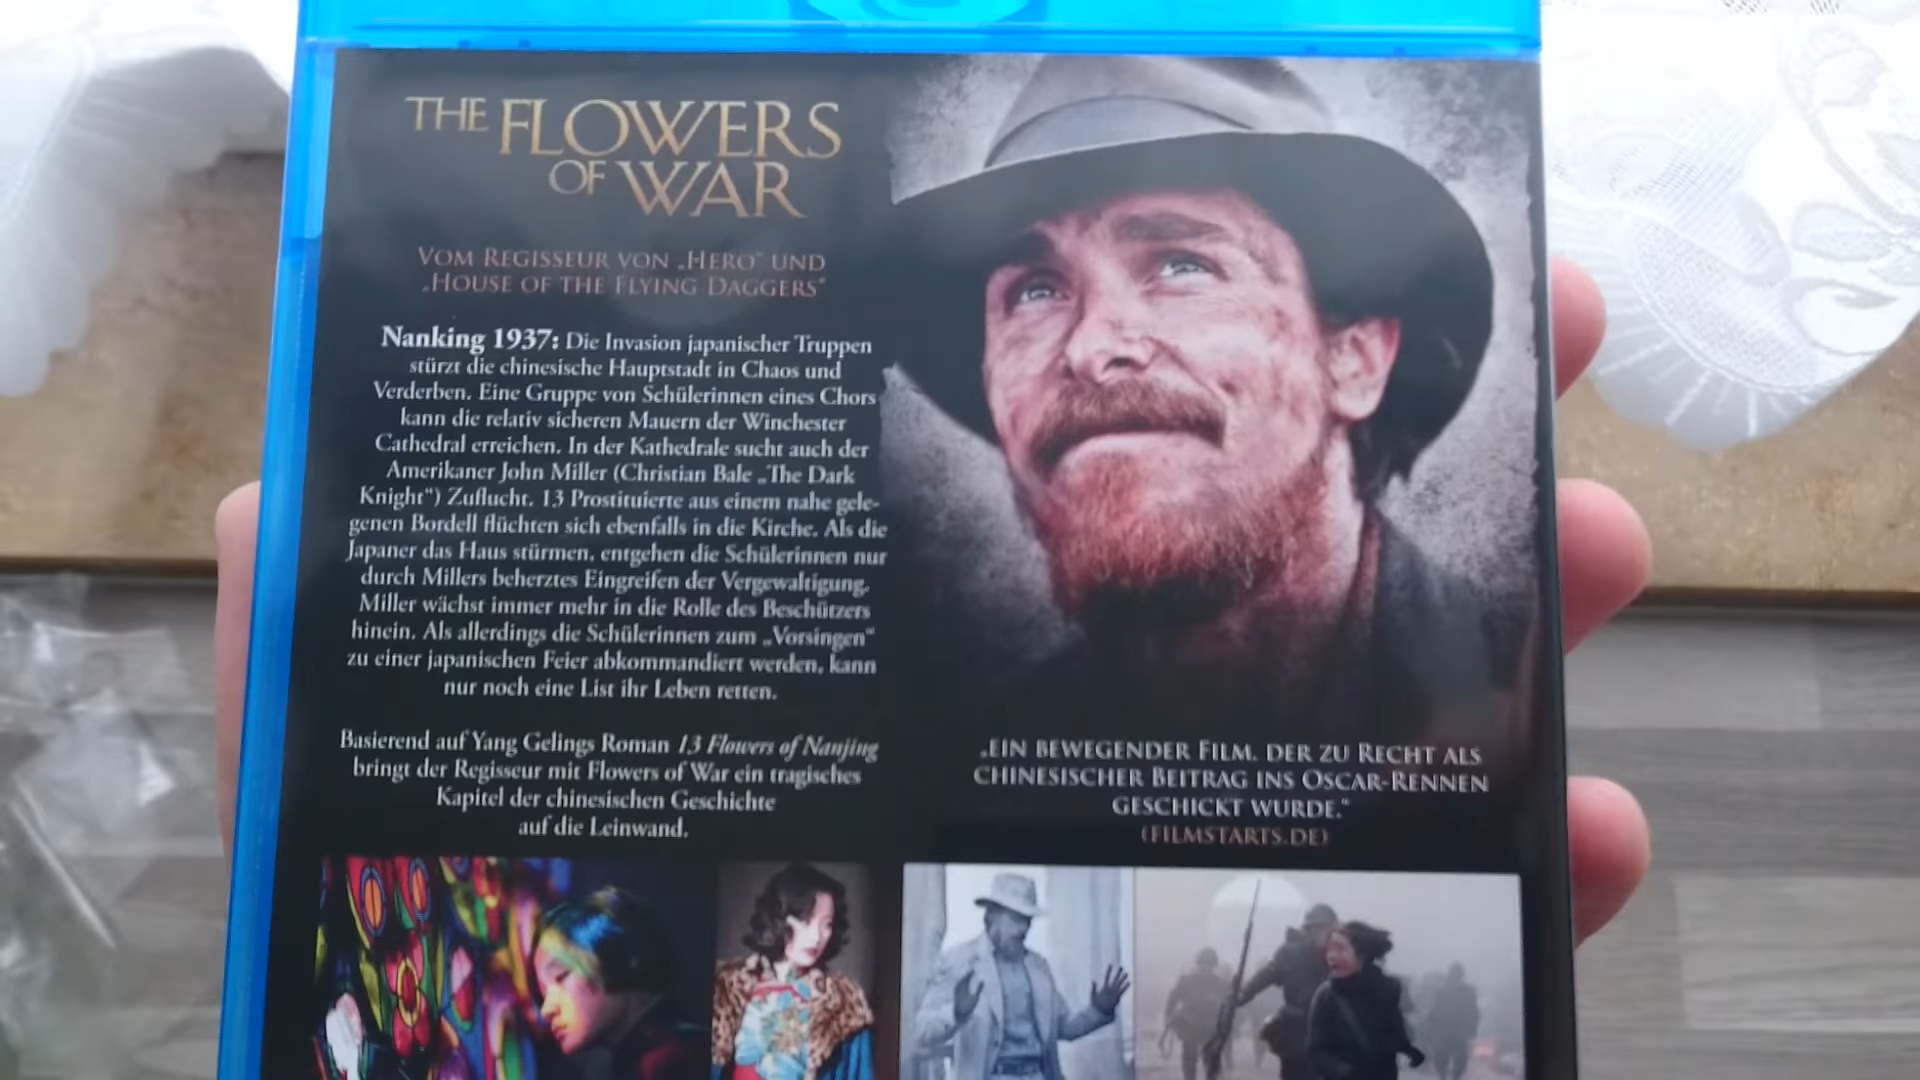 THE FLOWERS
OF WAR
VOM REGISSEUR VON „HERO" UND
„HOUSE OF THE FLYING DAGGERS"
Nanking 1937: Die Invasion japanischer Truppen
stürzt die chinesische Hauptstadt in Chaos und
Verderben. Eine Gruppe von Schülerinnen eines Chors
kann die relativ sicheren Mauern der Winchester
Cathedral erreichen. In der Kathedrale sucht auch der
Amerikaner John Miller (Christian Bale „The Dark
Knight") Zuflucht. 13 Prostituierte aus einem nahe gele-
genen Bordell flüchten sich ebenfalls in die Kirche. Als die
Japaner das Haus stürmen, entgehen die Schülerinnen nur
durch Millers beherztes Eingreifen der Vergewaltigung.
Miller wächst immer mehr in die Rolle des Beschützers
hinein. Als allerdings die Schülerinnen zum „Vorsingen"
zu einer japanischen Feier abkommandiert werden, kann
nur noch eine List ihr Leben retten.
Basierend auf Yang Gelings Roman 13 Flowers of Nanjing
bringt der Regisseur mit Flowers of War ein tragisches
Kapitel der chinesischen Geschichte
auf die Leinwand.
„EIN BEWEGENDER FILM, DER ZU RECHT ALS
CHINESISCHER BEITRAG INS OSCAR-RENNEN
GESCHICKT WURDE."
(FILMSTARTS.DE)